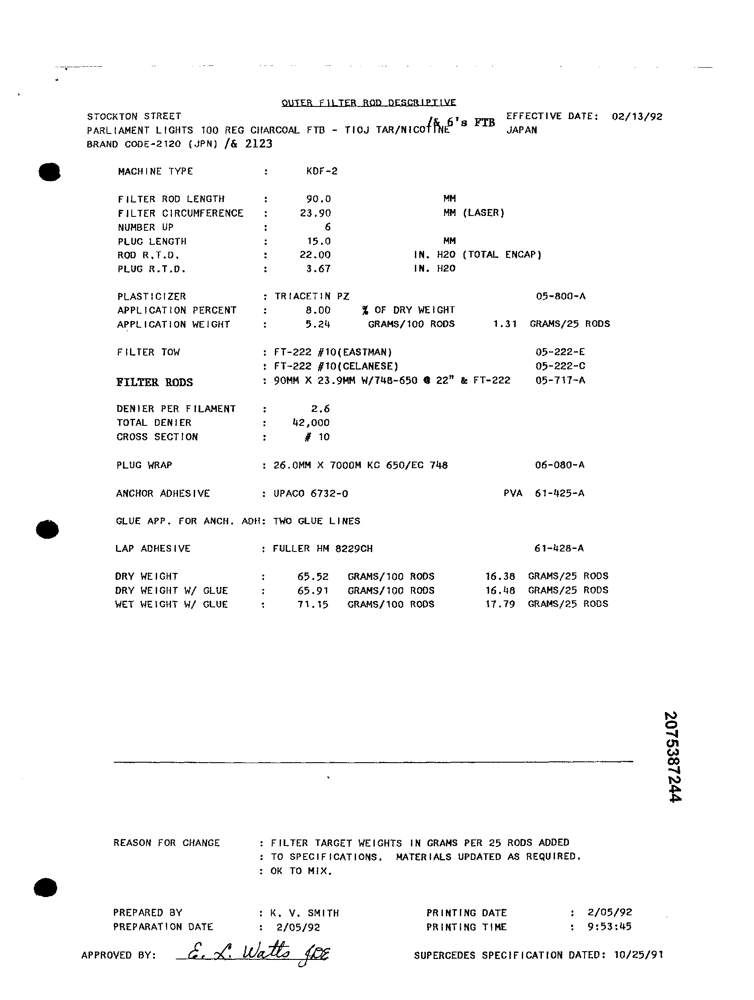 OUTER FILTER ROD DESCRIPTIVE
STOCKTON STREET EFFECTIVE DATE: 02/13/92
PARLIAMENT LIGHTS 100 REG CHARCOAL FTB - TIOJ TAR/NICOTINE /& 6's FTB JAPAN
BRAND CODE-2120 (JPN) /& 2123
MACHINE TYPE : KDF-2
FILTER ROD LENGTH : 90.0 MM
FILTER CIRCUMFERENCE : 23.90 MM (LASER)
NUMBER UP : 6
PLUG LENGTH : 15.0 MM
ROD R.T.D. : 22.00 IN. H2O (TOTAL ENCAP)
PLUG R.T.D. : 3.67 IN. H2O
PLASTICIZER : TRIACETIN PZ 05-800-A
APPLICATION PERCENT : 8.00 % OF DRY WEIGHT
APPLICATION WEIGHT : 5.24 GRAMS/100 RODS 1.31 GRAMS/25 RODS
FILTER TOW : FT-222 #10(EASTMAN) 05-222-E
: FT-222 #10(CELANESE) 05-222-C
FILTER RODS : 90MM X 23.9MM W/748-650 @ 22" & FT-222 05-717-A
DENIER PER FILAMENT : 2.6
TOTAL DENIER : 42,000
CROSS SECTION : # 10
PLUG WRAP : 26.0MM X 7000M KC 650/EC 748 06-080-A
ANCHOR ADHESIVE : UPACO 6732-0 PVA 61-425-A
GLUE APP. FOR ANCH. ADH: TWO GLUE LINES
LAP ADHESIVE : FULLER HM 8229CH 61-428-A
DRY WEIGHT : 65.52 GRAMS/100 RODS 16.38 GRAMS/25 RODS
DRY WEIGHT W/ GLUE : 65.91 GRAMS/100 RODS 16.48 GRAMS/25 RODS
WET WEIGHT W/ GLUE : 71.15 GRAMS/100 RODS 17.79 GRAMS/25 RODS
2075387244
REASON FOR CHANGE : FILTER TARGET WEIGHTS IN GRAMS PER 25 RODS ADDED
: TO SPECIFICATIONS. MATERIALS UPDATED AS REQUIRED.
: OK TO MIX.
PREPARED BY : K. V. SMITH PRINTING DATE : 2/05/92
PREPARATION DATE : 2/05/92 PRINTING TIME : 9:53:45
APPROVED BY: E. L. Watts SUPERCEDES SPECIFICATION DATED: 10/25/91